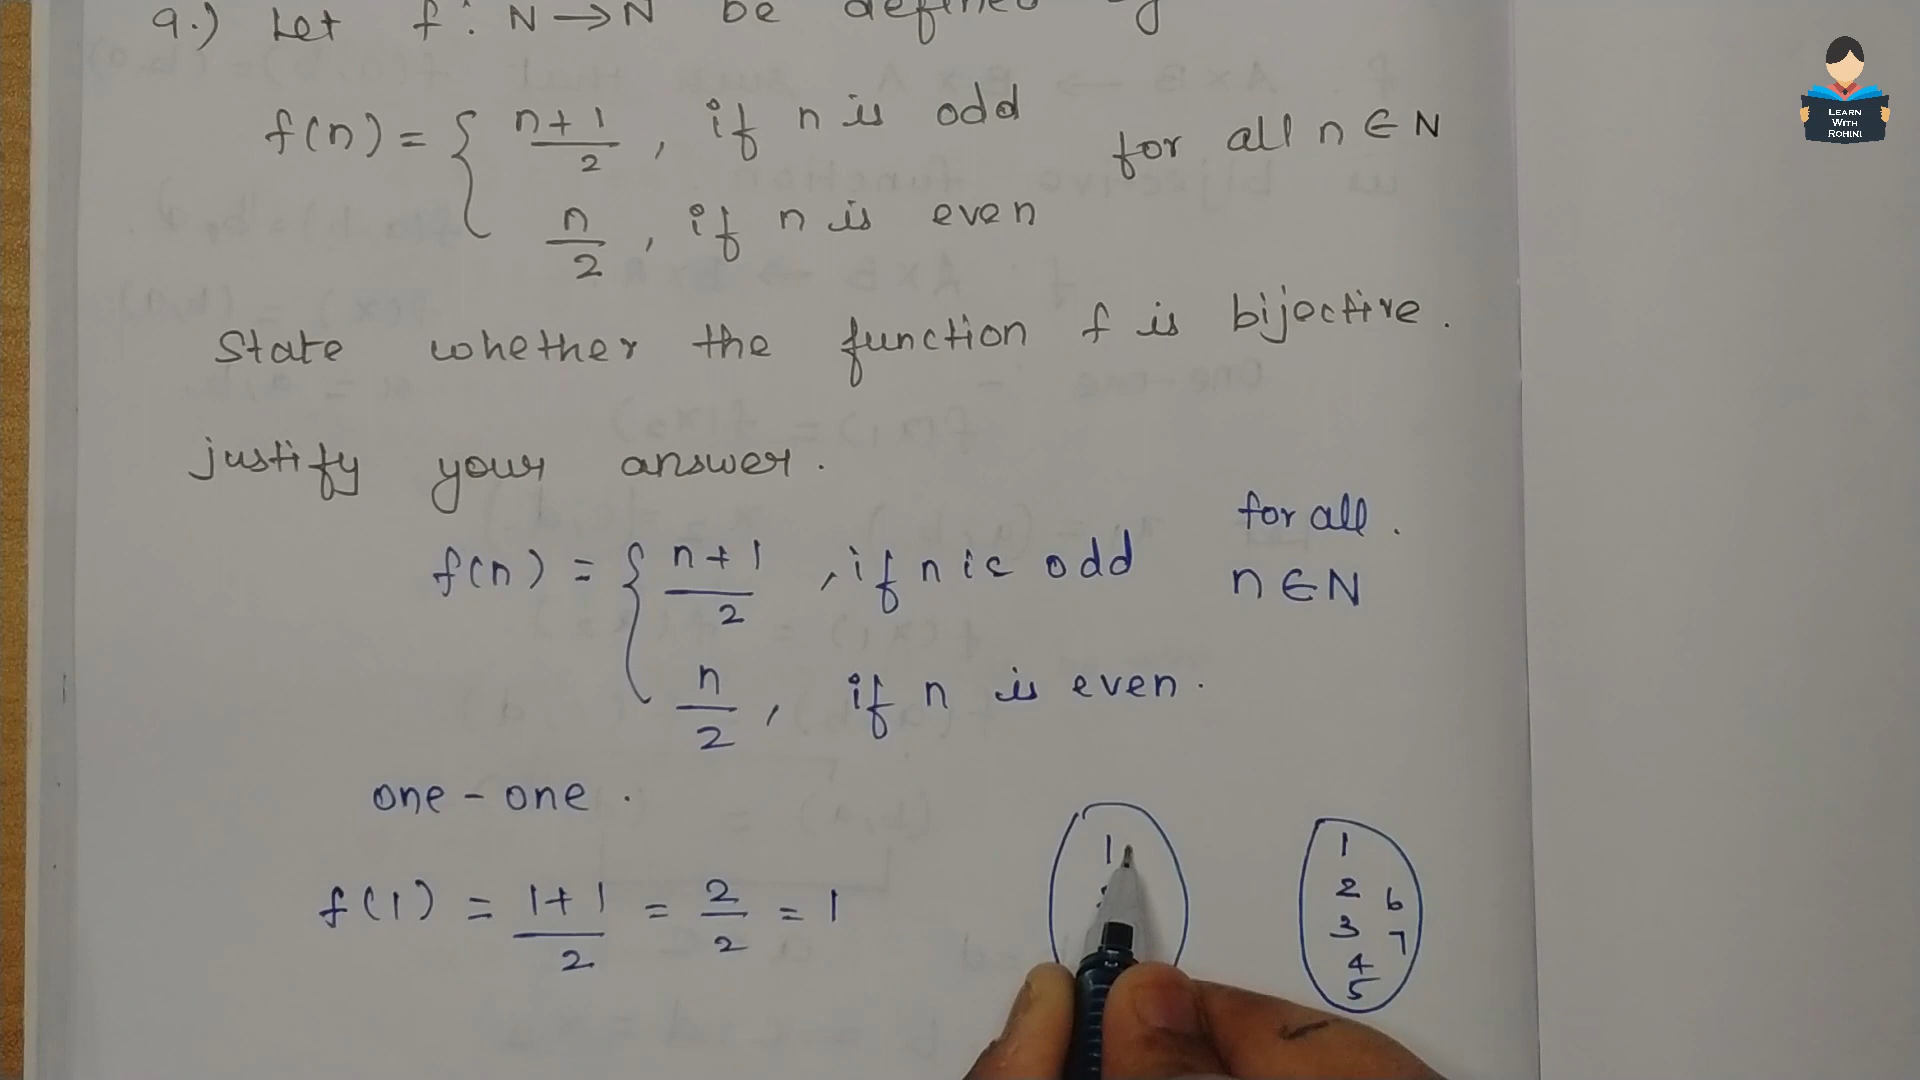 9.) Let f : N → N be defined by
f(n) = { n+1/2 , if n is odd for all n ∈ N
n/2 , if n is even
State whether the function f is bijective.
justify your answer.
f(n) = { n+1/2 , if n is odd for all.
n ∈ N
n/2 , if n is even.
one-one.
f(1) = 1+1/2 = 2/2 = 1
1
1
2 6
3 7
4
5
LEARN
WITH
ROHINI